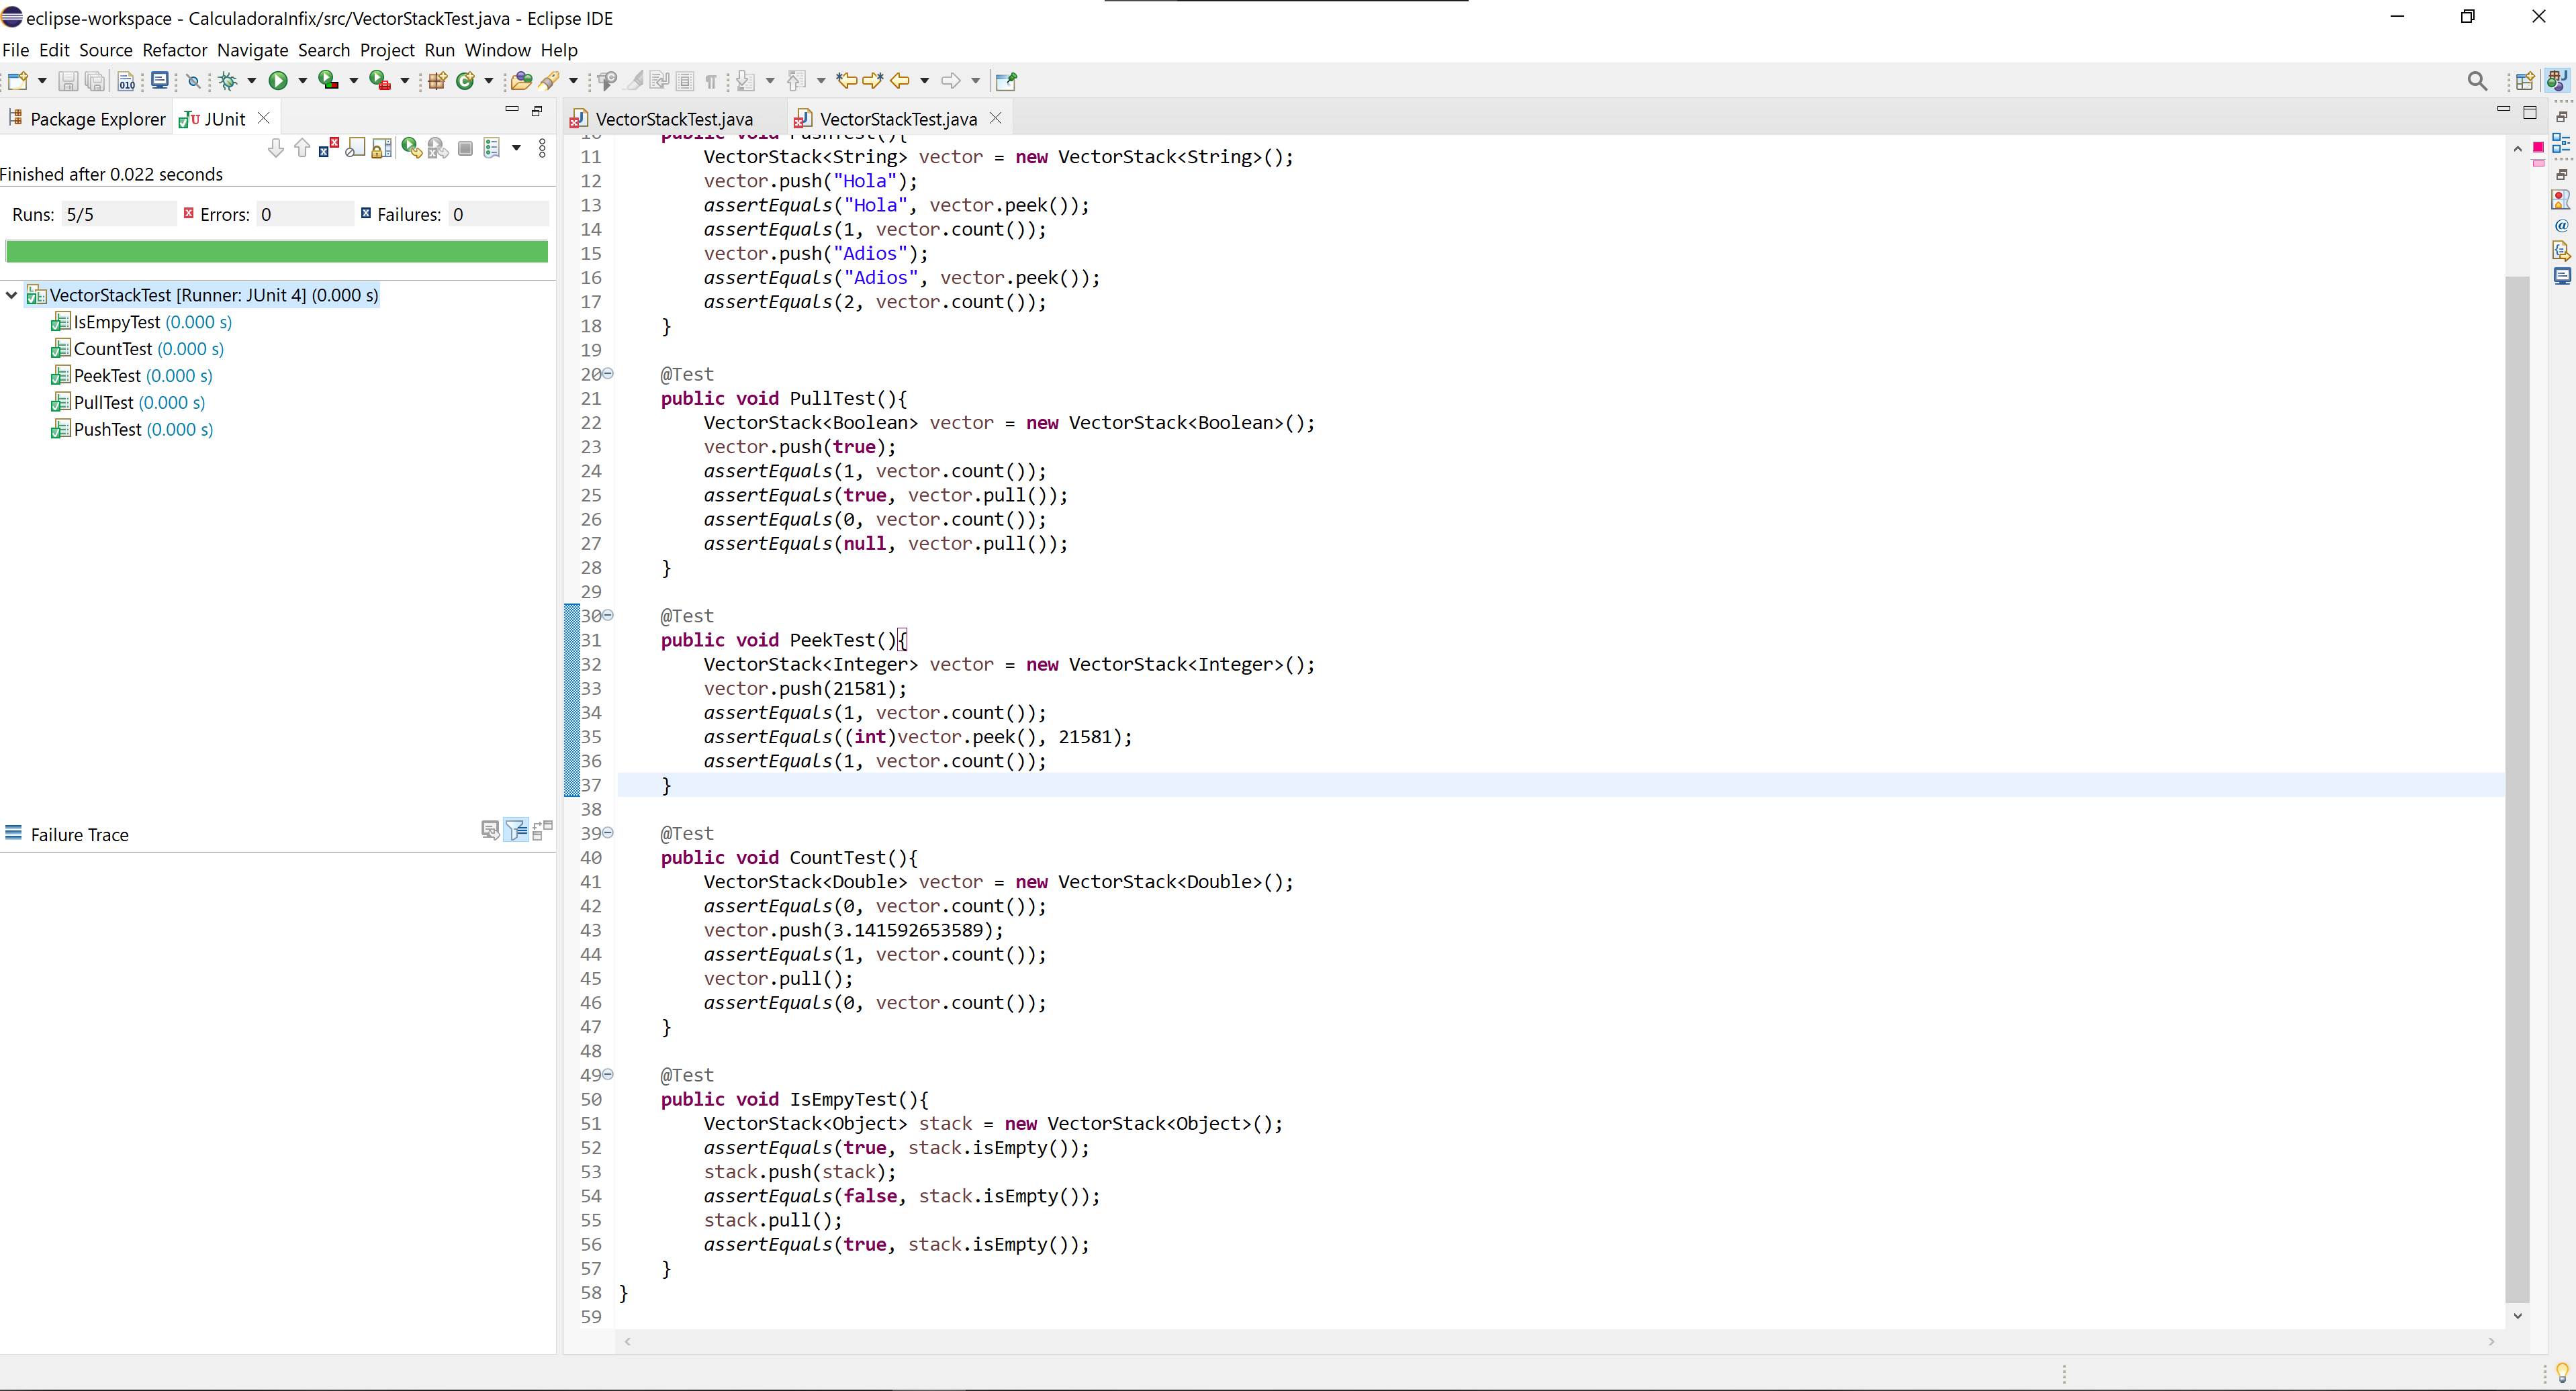 eclipse-workspace - CalculadoraInfix/src/VectorStackTest.java - Eclipse IDE
File Edit Source Refactor Navigate Search Project Run Window Help
Package Explorer JUnit
Finished after 0.022 seconds
Runs: 5/5 Errors: 0 Failures: 0
VectorStackTest [Runner: JUnit 4] (0.000 s)
IsEmpyTest (0.000 s)
CountTest (0.000 s)
PeekTest (0.000 s)
PullTest (0.000 s)
PushTest (0.000 s)
Failure Trace
VectorStackTest.java VectorStackTest.java
10 public void PushTest(){
11 VectorStack<String> vector = new VectorStack<String>();
12 vector.push("Hola");
13 assertEquals("Hola", vector.peek());
14 assertEquals(1, vector.count());
15 vector.push("Adios");
16 assertEquals("Adios", vector.peek());
17 assertEquals(2, vector.count());
18 }
19
20 @Test
21 public void PullTest(){
22 VectorStack<Boolean> vector = new VectorStack<Boolean>();
23 vector.push(true);
24 assertEquals(1, vector.count());
25 assertEquals(true, vector.pull());
26 assertEquals(0, vector.count());
27 assertEquals(null, vector.pull());
28 }
29
30 @Test
31 public void PeekTest(){
32 VectorStack<Integer> vector = new VectorStack<Integer>();
33 vector.push(21581);
34 assertEquals(1, vector.count());
35 assertEquals((int)vector.peek(), 21581);
36 assertEquals(1, vector.count());
37 }
38
39 @Test
40 public void CountTest(){
41 VectorStack<Double> vector = new VectorStack<Double>();
42 assertEquals(0, vector.count());
43 vector.push(3.141592653589);
44 assertEquals(1, vector.count());
45 vector.pull();
46 assertEquals(0, vector.count());
47 }
48
49 @Test
50 public void IsEmpyTest(){
51 VectorStack<Object> stack = new VectorStack<Object>();
52 assertEquals(true, stack.isEmpty());
53 stack.push(stack);
54 assertEquals(false, stack.isEmpty());
55 stack.pull();
56 assertEquals(true, stack.isEmpty());
57 }
58 }
59